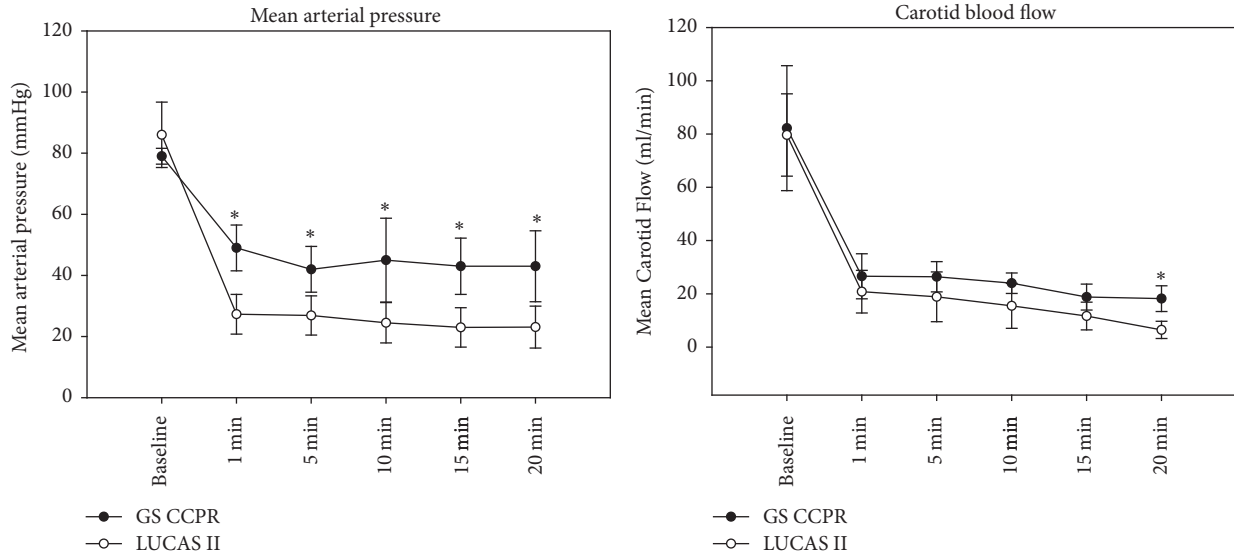 Mean arterial pressure
Mean arterial pressure (mmHg)
120
100
80
60
40
20
0
*
*
*
*
*
Baseline
1 min
5 min
10 min
15 min
20 min
GS CCPR
LUCAS II
Carotid blood flow
Mean Carotid Flow (ml/min)
120
100
80
60
40
20
0
*
Baseline
1 min
5 min
10 min
15 min
20 min
GS CCPR
LUCAS II